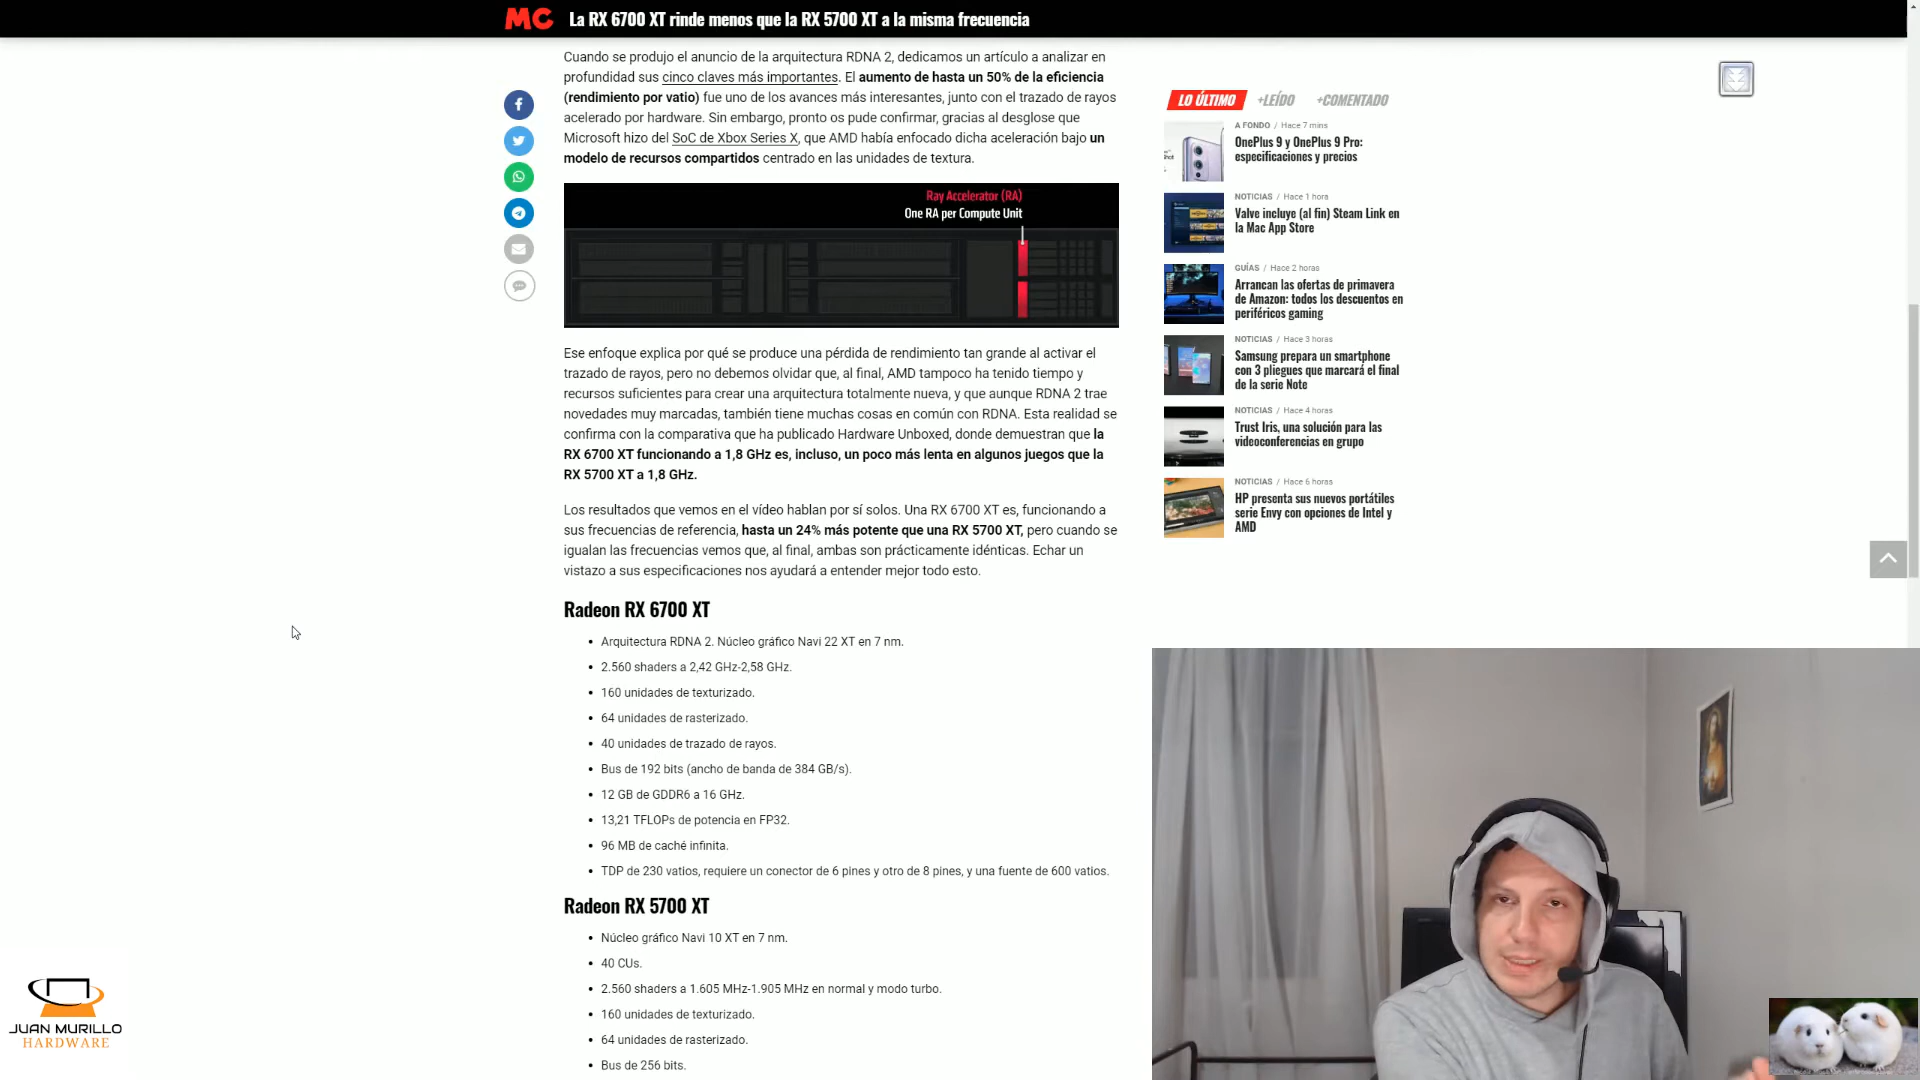 MC La RX 6700 XT rinde menos que la RX 5700 XT a la misma frecuencia
Cuando se produjo el anuncio de la arquitectura RDNA 2, dedicamos un artículo a analizar en
profundidad sus cinco claves más importantes. El aumento de hasta un 50% de la eficiencia
(rendimiento por vatio) fue uno de los avances más interesantes, junto con el trazado de rayos
acelerado por hardware. Sin embargo, pronto os pude confirmar, gracias al desglose que
Microsoft hizo del SoC de Xbox Series X, que AMD había enfocado dicha aceleración bajo un
modelo de recursos compartidos centrado en las unidades de textura.
Ray Accelerator (RA)
One RA per Compute Unit
Ese enfoque explica por qué se produce una pérdida de rendimiento tan grande al activar el
trazado de rayos, pero no debemos olvidar que, al final, AMD tampoco ha tenido tiempo y
recursos suficientes para crear una arquitectura totalmente nueva, y que aunque RDNA 2 trae
novedades muy marcadas, también tiene muchas cosas en común con RDNA. Esta realidad se
confirma con la comparativa que ha publicado Hardware Unboxed, donde demuestran que la
RX 6700 XT funcionando a 1,8 GHz es, incluso, un poco más lenta en algunos juegos que la
RX 5700 XT a 1,8 GHz.
Los resultados que vemos en el vídeo hablan por sí solos. Una RX 6700 XT es, funcionando a
sus frecuencias de referencia, hasta un 24% más potente que una RX 5700 XT, pero cuando se
igualan las frecuencias vemos que, al final, ambas son prácticamente idénticas. Echar un
vistazo a sus especificaciones nos ayudará a entender mejor todo esto.
Radeon RX 6700 XT
Arquitectura RDNA 2. Núcleo gráfico Navi 22 XT en 7 nm.
2.560 shaders a 2,42 GHz-2,58 GHz.
160 unidades de texturizado.
64 unidades de rasterizado.
40 unidades de trazado de rayos.
Bus de 192 bits (ancho de banda de 384 GB/s).
12 GB de GDDR6 a 16 GHz.
13,21 TFLOPs de potencia en FP32.
96 MB de caché infinita.
TDP de 230 vatios, requiere un conector de 6 pines y otro de 8 pines, y una fuente de 600 vatios.
Radeon RX 5700 XT
Núcleo gráfico Navi 10 XT en 7 nm.
40 CUs.
2.560 shaders a 1.605 MHz-1.905 MHz en normal y modo turbo.
160 unidades de texturizado.
64 unidades de rasterizado.
Bus de 256 bits.
LO ÚLTIMO +LEÍDO +COMENTADO
A FONDO / Hace 7 mins
OnePlus 9 y OnePlus 9 Pro:
especificaciones y precios
NOTICIAS / Hace 1 hora
Valve incluye (al fin) Steam Link en
la Mac App Store
GUÍAS / Hace 2 horas
Arrancan las ofertas de primavera
de Amazon: todos los descuentos en
periféricos gaming
NOTICIAS / Hace 3 horas
Samsung prepara un smartphone
con 3 pliegues que marcará el final
de la serie Note
NOTICIAS / Hace 4 horas
Trust Iris, una solución para las
videoconferencias en grupo
NOTICIAS / Hace 6 horas
HP presenta sus nuevos portátiles
serie Envy con opciones de Intel y
AMD
JUAN MURILLO
HARDWARE